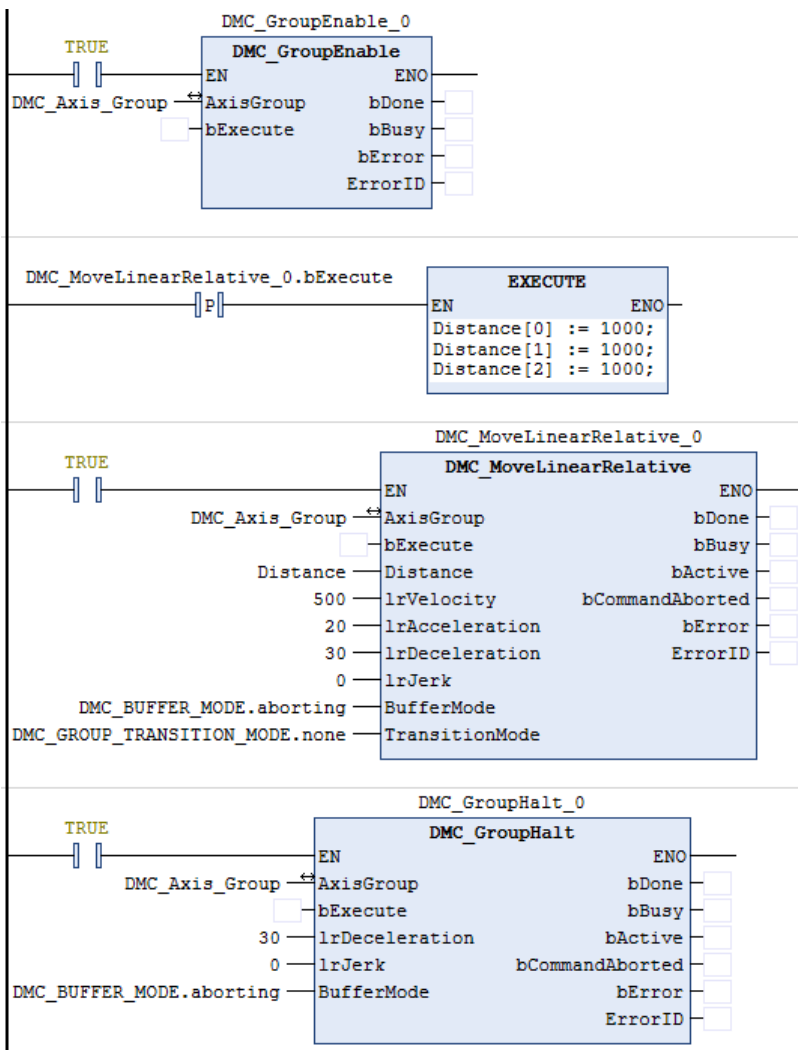 DMC_GroupEnable_0
TRUE
DMC_GroupEnable
EN ENO
DMC_Axis_Group AxisGroup bDone
bExecute bBusy
bError
ErrorID
DMC_MoveLinearRelative_0.bExecute
P
EXECUTE
EN ENO
Distance[0] := 1000;
Distance[1] := 1000;
Distance[2] := 1000;
DMC_MoveLinearRelative_0
TRUE
DMC_MoveLinearRelative
EN ENO
DMC_Axis_Group AxisGroup bDone
bExecute bBusy
Distance Distance bActive
500 lrVelocity bCommandAborted
20 lrAcceleration bError
30 lrDeceleration ErrorID
0 lrJerk
DMC_BUFFER_MODE.aborting BufferMode
DMC_GROUP_TRANSITION_MODE.none TransitionMode
DMC_GroupHalt_0
TRUE
DMC_GroupHalt
EN ENO
DMC_Axis_Group AxisGroup bDone
bExecute bBusy
30 lrDeceleration bActive
0 lrJerk bCommandAborted
DMC_BUFFER_MODE.aborting BufferMode bError
ErrorID